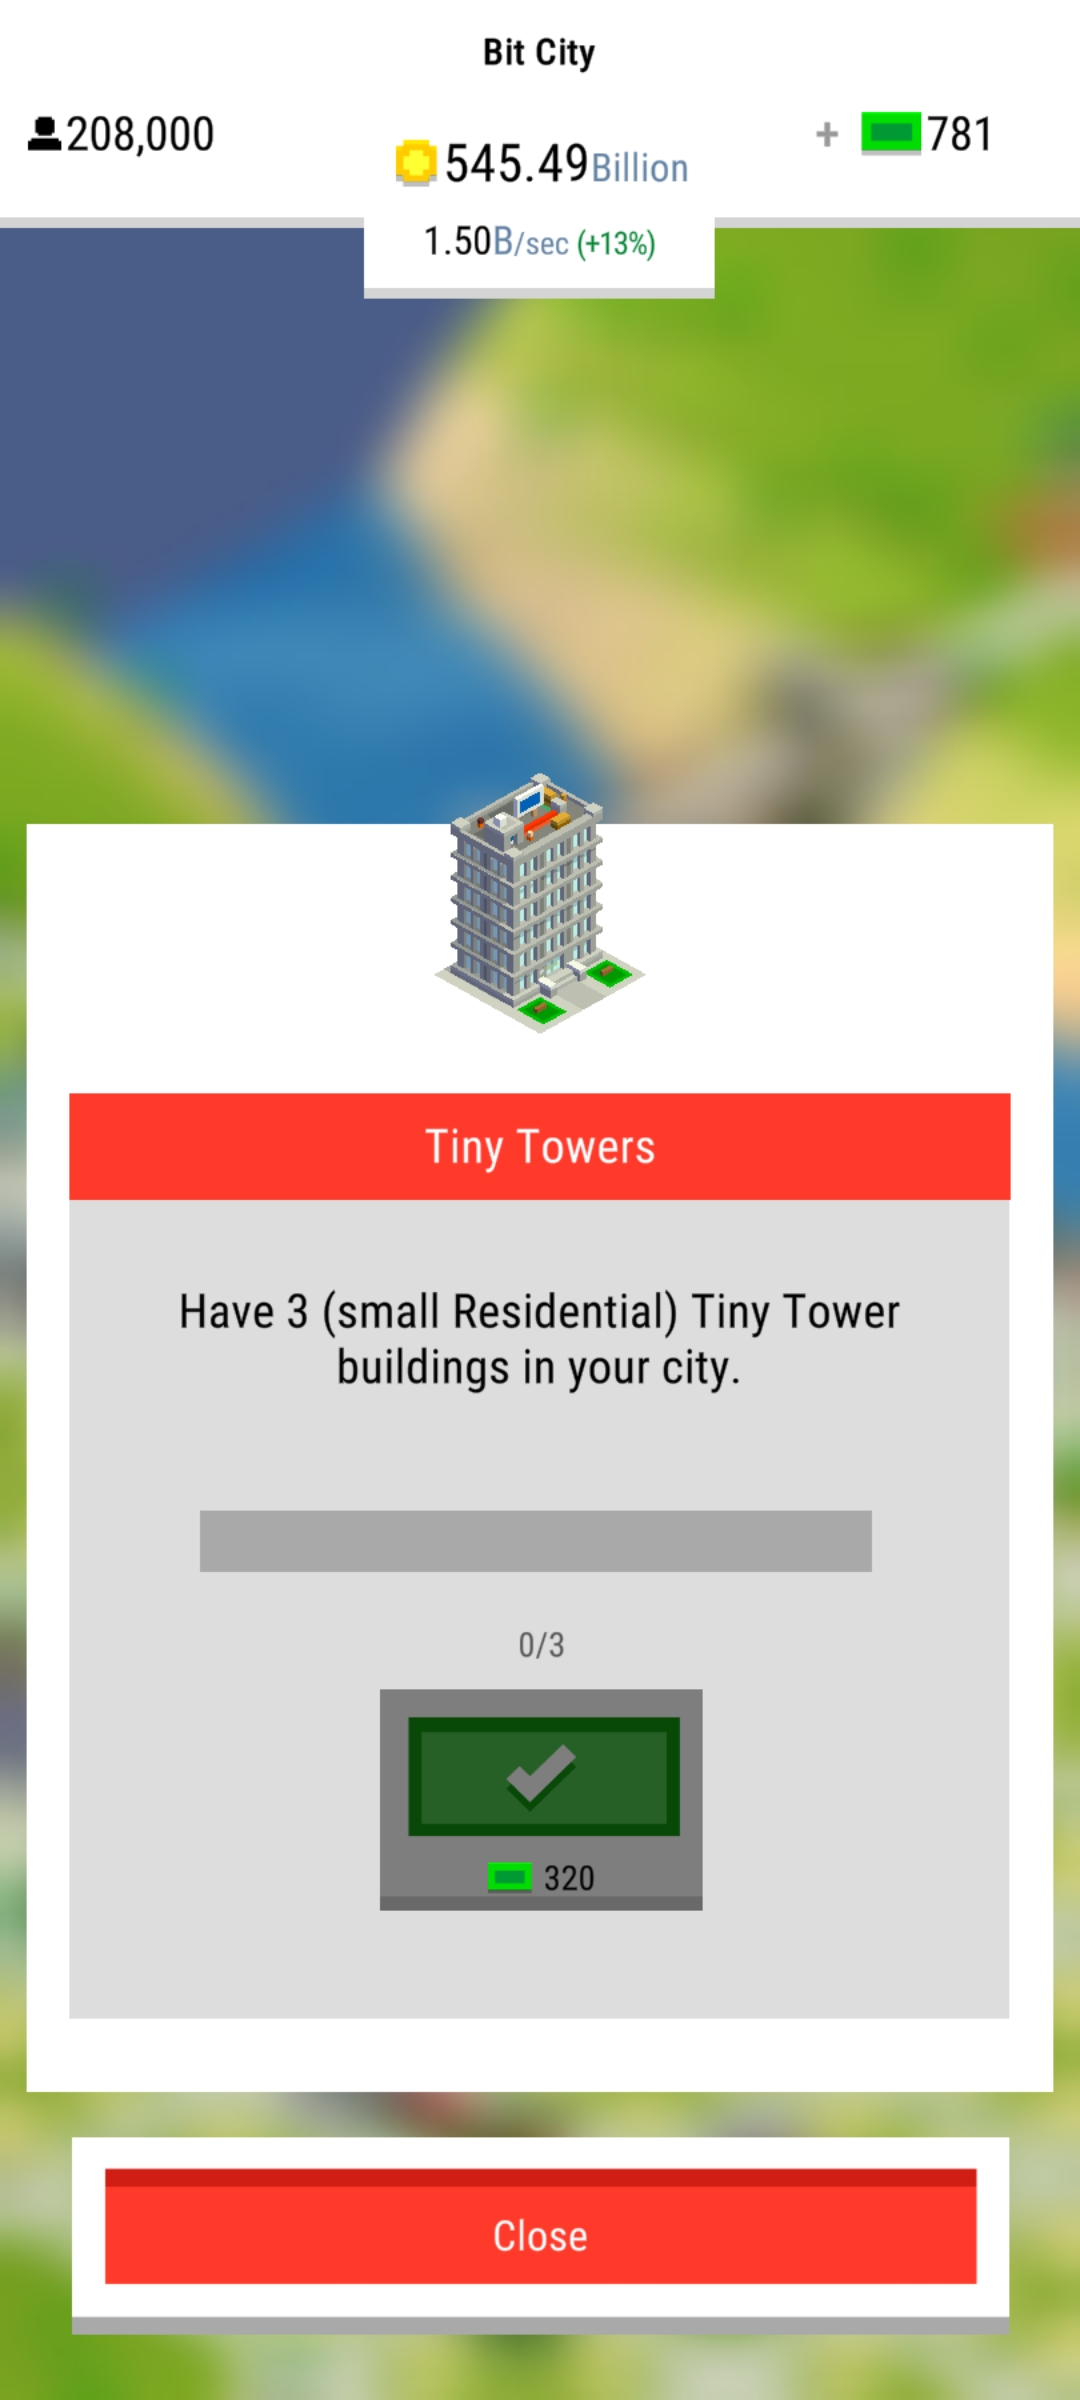 Bit City
208,000
545.49Billion
+ 781
1.50B/sec (+13%)
Tiny Towers
Have 3 (small Residential) Tiny Tower
buildings in your city.
0/3
320
Close